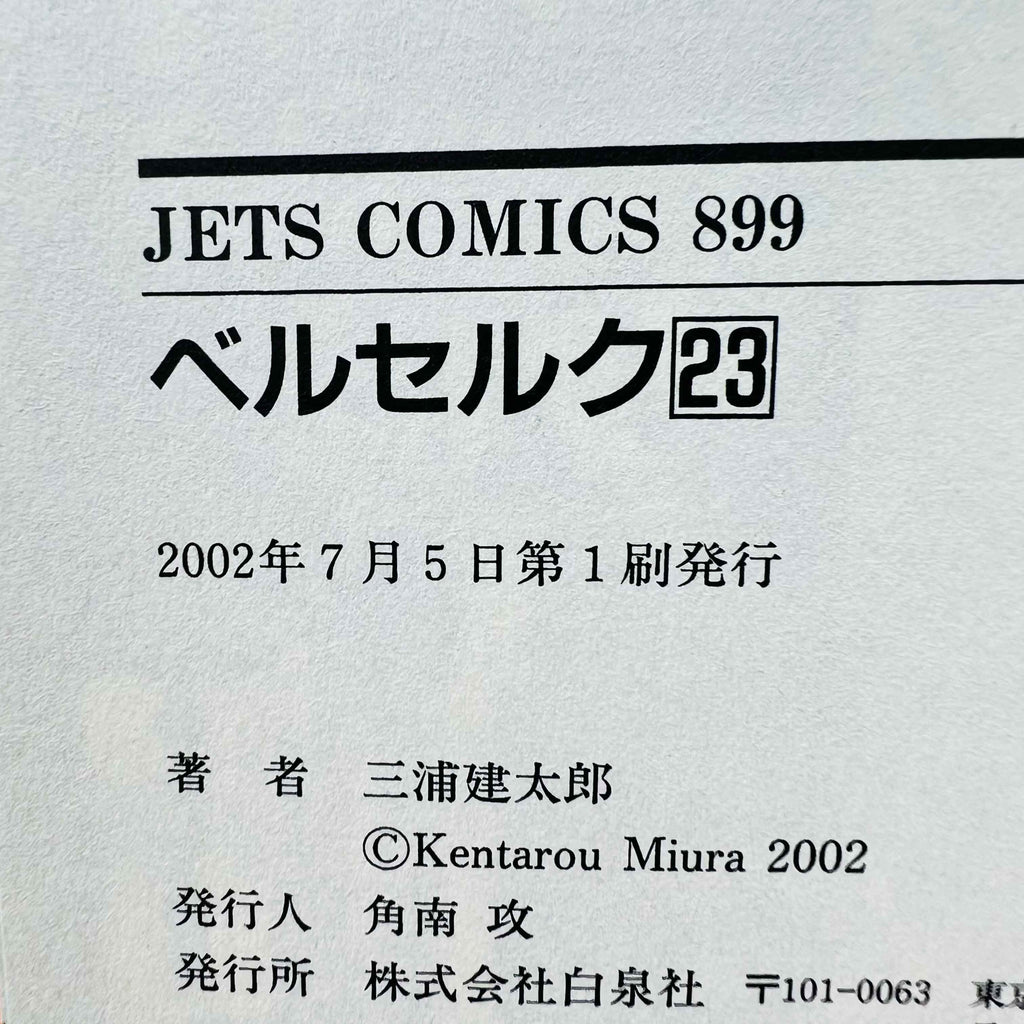 JETS COMICS 899
ベルセルク23
2002年7月5日第1刷発行
著 者 三浦建太郎
©Kentarou Miura 2002
発行人 角南 攻
発行所 株式会社白泉社 〒101-0063 東京